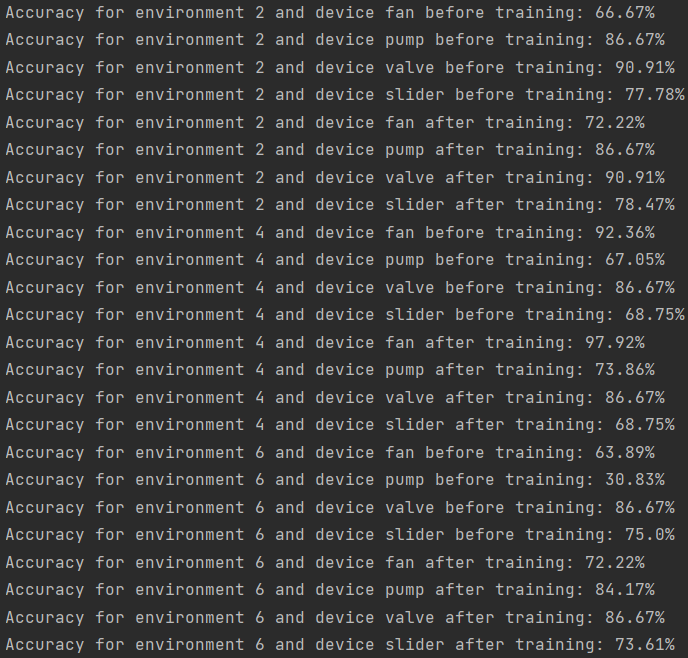 Accuracy for environment 2 and device fan before training: 66.67%
Accuracy for environment 2 and device pump before training: 86.67%
Accuracy for environment 2 and device valve before training: 90.91%
Accuracy for environment 2 and device slider before training: 77.78%
Accuracy for environment 2 and device fan after training: 72.22%
Accuracy for environment 2 and device pump after training: 86.67%
Accuracy for environment 2 and device valve after training: 90.91%
Accuracy for environment 2 and device slider after training: 78.47%
Accuracy for environment 4 and device fan before training: 92.36%
Accuracy for environment 4 and device pump before training: 67.05%
Accuracy for environment 4 and device valve before training: 86.67%
Accuracy for environment 4 and device slider before training: 68.75%
Accuracy for environment 4 and device fan after training: 97.92%
Accuracy for environment 4 and device pump after training: 73.86%
Accuracy for environment 4 and device valve after training: 86.67%
Accuracy for environment 4 and device slider after training: 68.75%
Accuracy for environment 6 and device fan before training: 63.89%
Accuracy for environment 6 and device pump before training: 30.83%
Accuracy for environment 6 and device valve before training: 86.67%
Accuracy for environment 6 and device slider before training: 75.0%
Accuracy for environment 6 and device fan after training: 72.22%
Accuracy for environment 6 and device pump after training: 84.17%
Accuracy for environment 6 and device valve after training: 86.67%
Accuracy for environment 6 and device slider after training: 73.61%